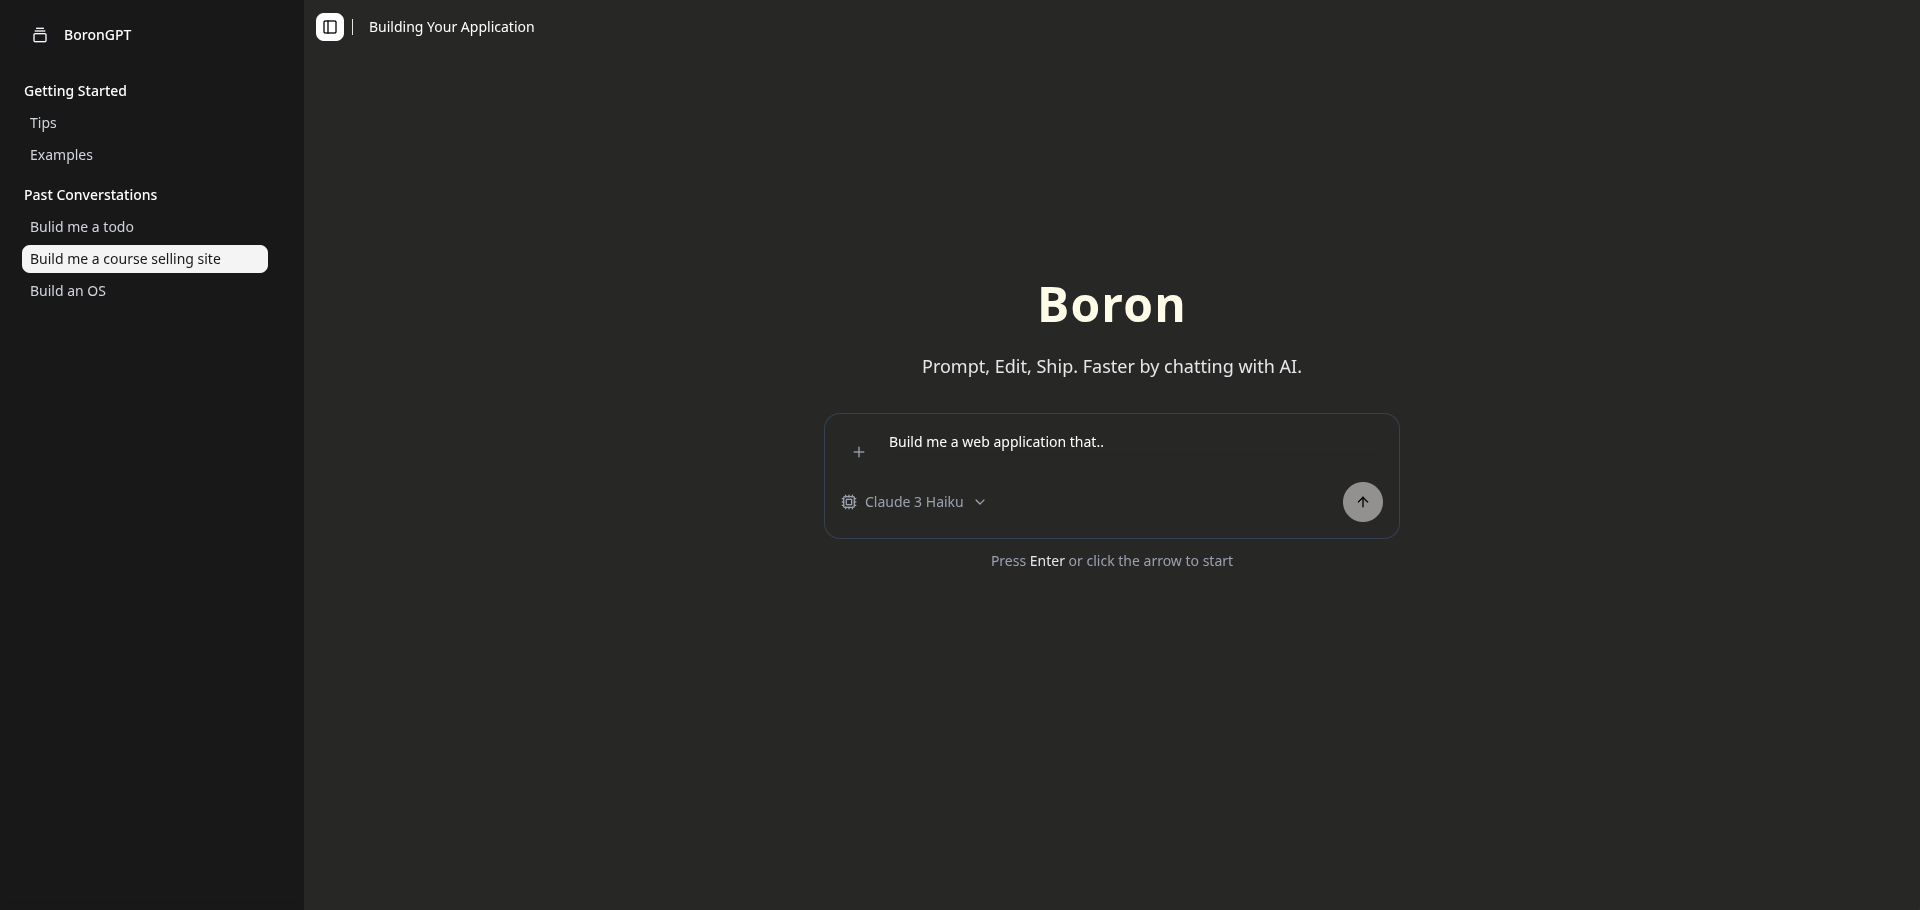 BoronGPT
Getting Started
Tips
Examples
Past Converstations
Bulid me a todo
Build me a course selling site
Build an OS
Building Your Application
Boron
Prompt, Edit, Ship. Faster by chatting with AI.
Build me a web application that..
Claude 3 Haiku
Press Enter or click the arrow to start